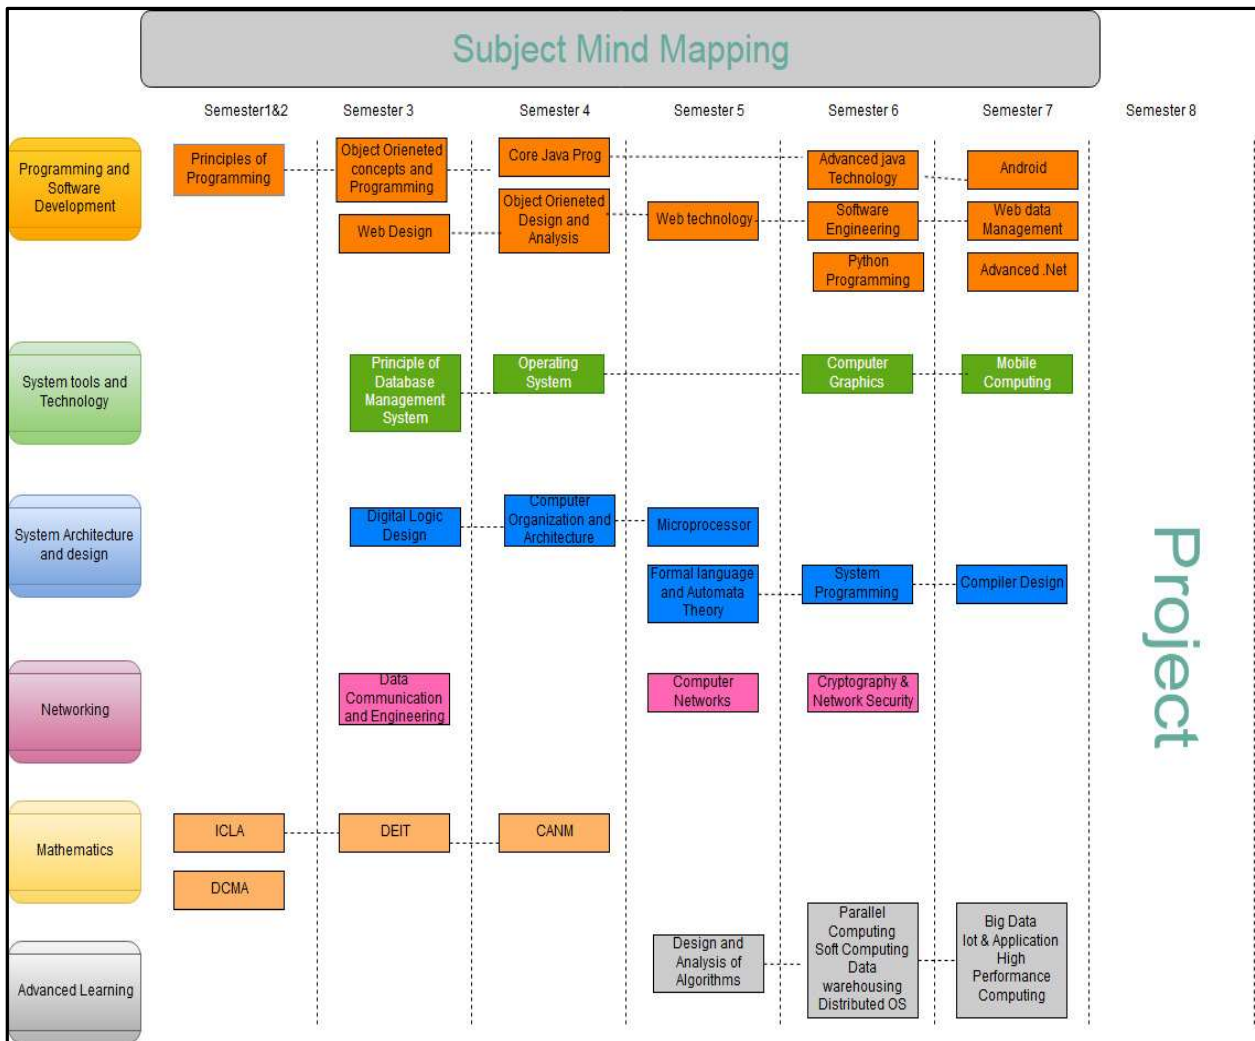 Subject Mind Mapping
Semester1&2
Semester 3
Semester 4
Semester 5
Semester 6
Semester 7
Semester 8
Programming and
Software
Development
Principles of
Programming
Object Orieneted
concepts and
Programming
Core Java Prog
Advanced java
Technology
Android
Web Design
Object Orieneted
Design and
Analysis
Web technology
Software
Engineering
Web data
Management
Python
Programming
Advanced .Net
System tools and
Technology
Principle of
Database
Management
System
Operating
System
Computer
Graphics
Mobile
Computing
System Architecture
and design
Digital Logic
Design
Computer
Organization and
Architecture
Microprocessor
Formal language
and Automata
Theory
System
Programming
Compiler Design
Project
Networking
Data
Communication
and Engineering
Computer
Networks
Cryptography &
Network Security
Mathematics
ICLA
DEIT
CANM
DCMA
Advanced Learning
Design and
Analysis of
Algorithms
Parallel
Computing
Soft Computing
Data
warehousing
Distributed OS
Big Data
Iot & Application
High
Performance
Computing